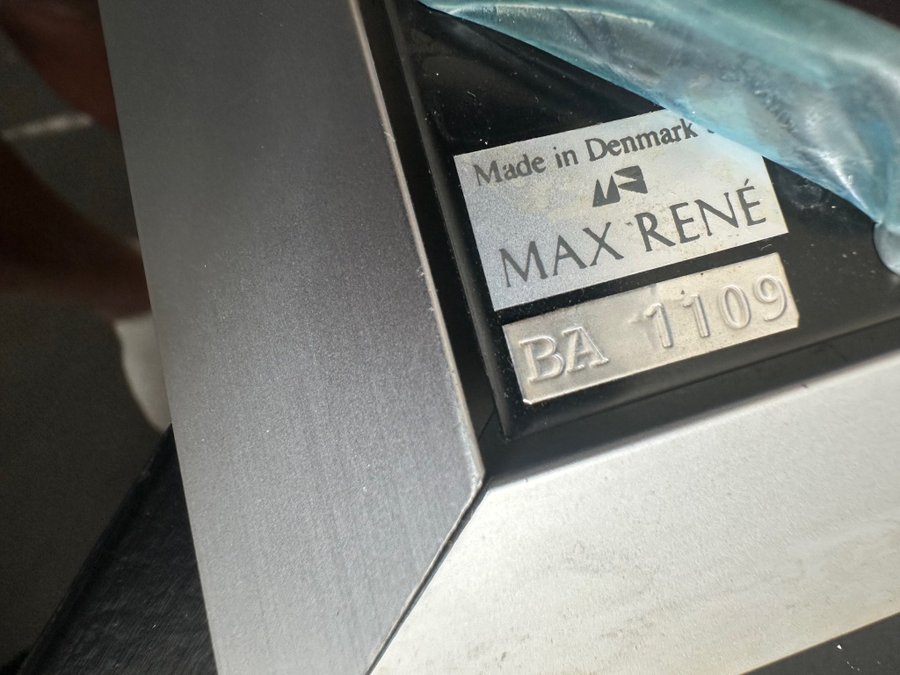 Made in Denmark
MAX RENÉ
BA 1109